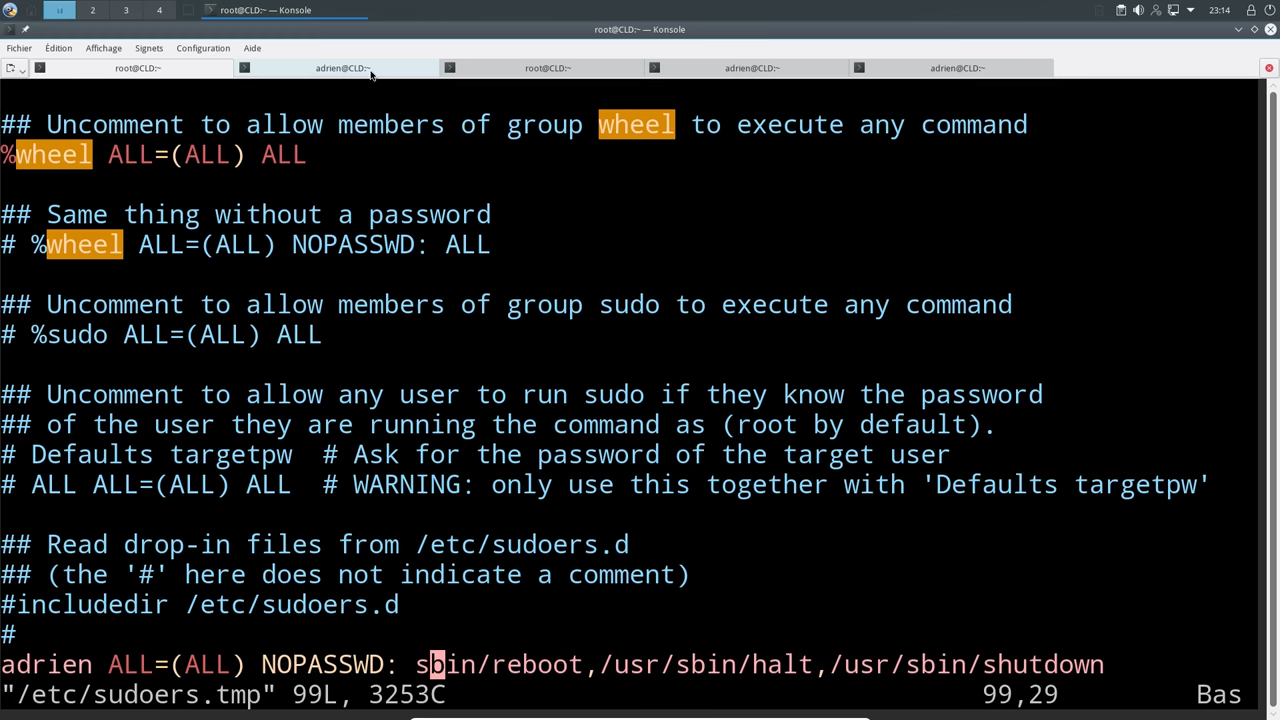 2
3
4
root@CLD:~ — Konsole
23:14
root@CLD:~ — Konsole
Fichier Édition Affichage Signets Configuration Aide
root@CLD:~
adrien@CLD:~
root@CLD:~
adrien@CLD:~
adrien@CLD:~
## Uncomment to allow members of group wheel to execute any command
%wheel ALL=(ALL) ALL
## Same thing without a password
# %wheel ALL=(ALL) NOPASSWD: ALL
## Uncomment to allow members of group sudo to execute any command
# %sudo ALL=(ALL) ALL
## Uncomment to allow any user to run sudo if they know the password
## of the user they are running the command as (root by default).
# Defaults targetpw  # Ask for the password of the target user
# ALL ALL=(ALL) ALL  # WARNING: only use this together with 'Defaults targetpw'
## Read drop-in files from /etc/sudoers.d
## (the '#' here does not indicate a comment)
#includedir /etc/sudoers.d
#
adrien ALL=(ALL) NOPASSWD: sbin/reboot,/usr/sbin/halt,/usr/sbin/shutdown
"/etc/sudoers.tmp" 99L, 3253C 99,29 Bas